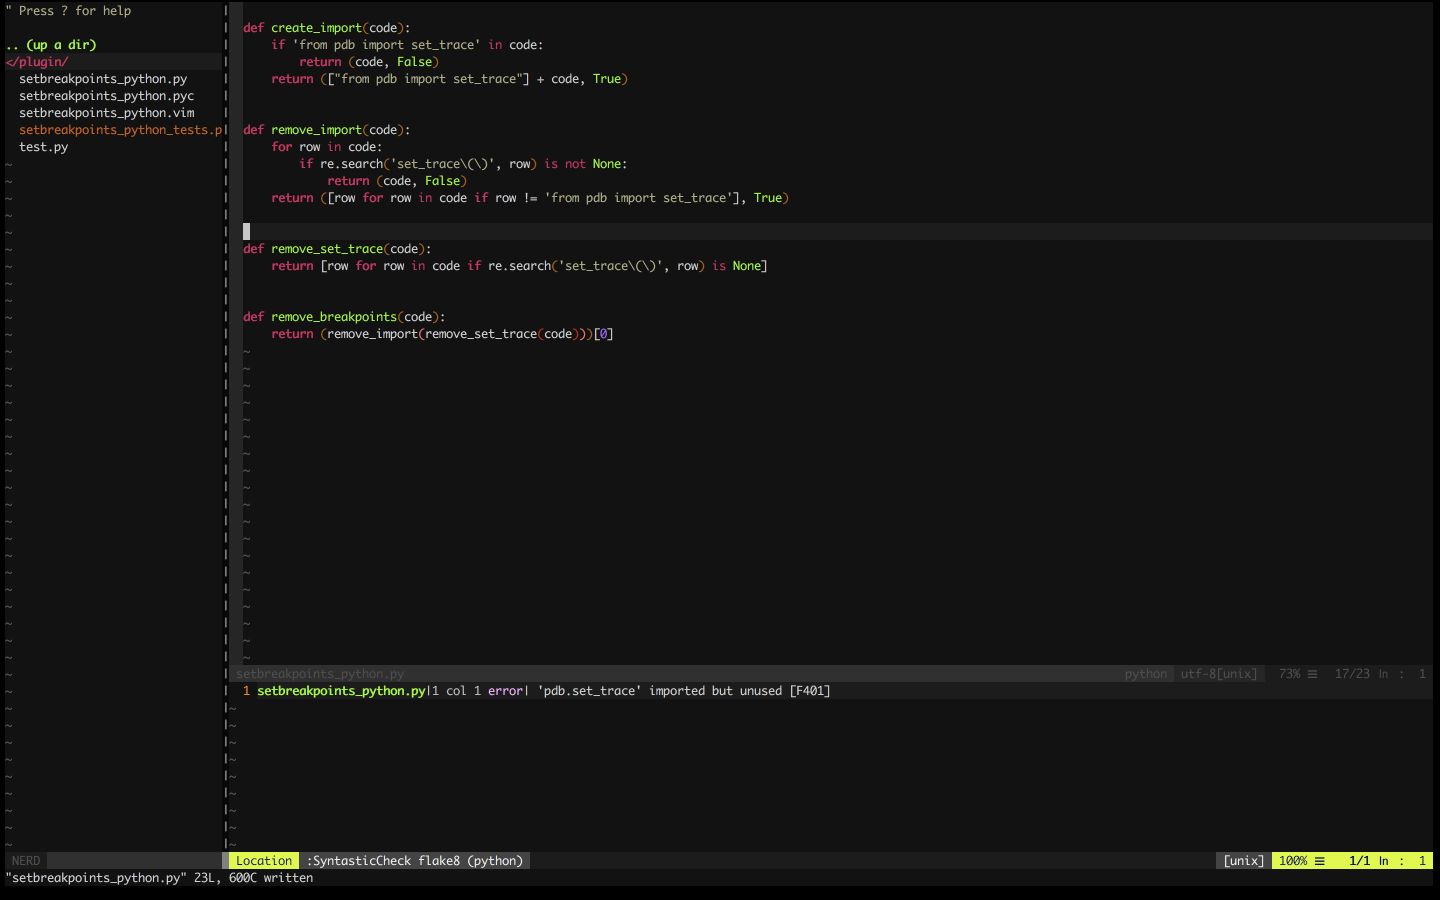 " Press ? for help
.. (up a dir)
</plugin/
setbreakpoints_python.py
setbreakpoints_python.pyc
setbreakpoints_python.vim
setbreakpoints_python_tests.p
test.py
def create_import(code):
    if 'from pdb import set_trace' in code:
        return (code, False)
    return (["from pdb import set_trace"] + code, True)
def remove_import(code):
    for row in code:
        if re.search('set_trace\(\)', row) is not None:
            return (code, False)
    return ([row for row in code if row != 'from pdb import set_trace'], True)
def remove_set_trace(code):
    return [row for row in code if re.search('set_trace\(\)', row) is None]
def remove_breakpoints(code):
    return (remove_import(remove_set_trace(code)))[0]
setbreakpoints_python.py python utf-8[unix] 73% ☰ 17/23 ln : 1
1 setbreakpoints_python.py|1 col 1 error| 'pdb.set_trace' imported but unused [F401]
NERD Location :SyntasticCheck flake8 (python) [unix] 100% ☰ 1/1 ln : 1
"setbreakpoints_python.py" 23L, 600C written